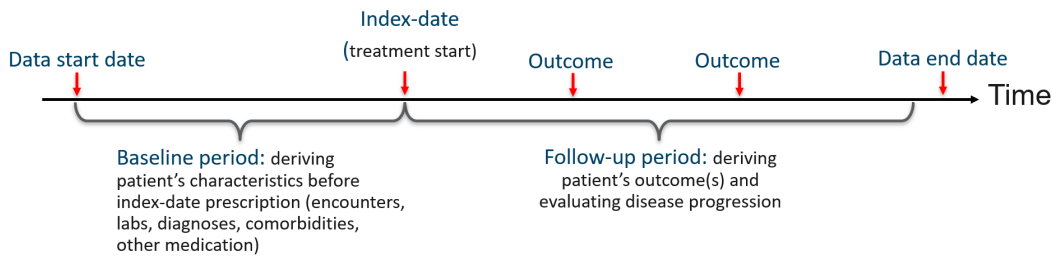 Index-date
(treatment start)
Data start date
Outcome
Outcome
Data end date
Time
Baseline period: deriving
patient's characteristics before
index-date prescription (encounters,
labs, diagnoses, comorbidities,
other medication)
Follow-up period: deriving
patient's outcome(s) and
evaluating disease progression